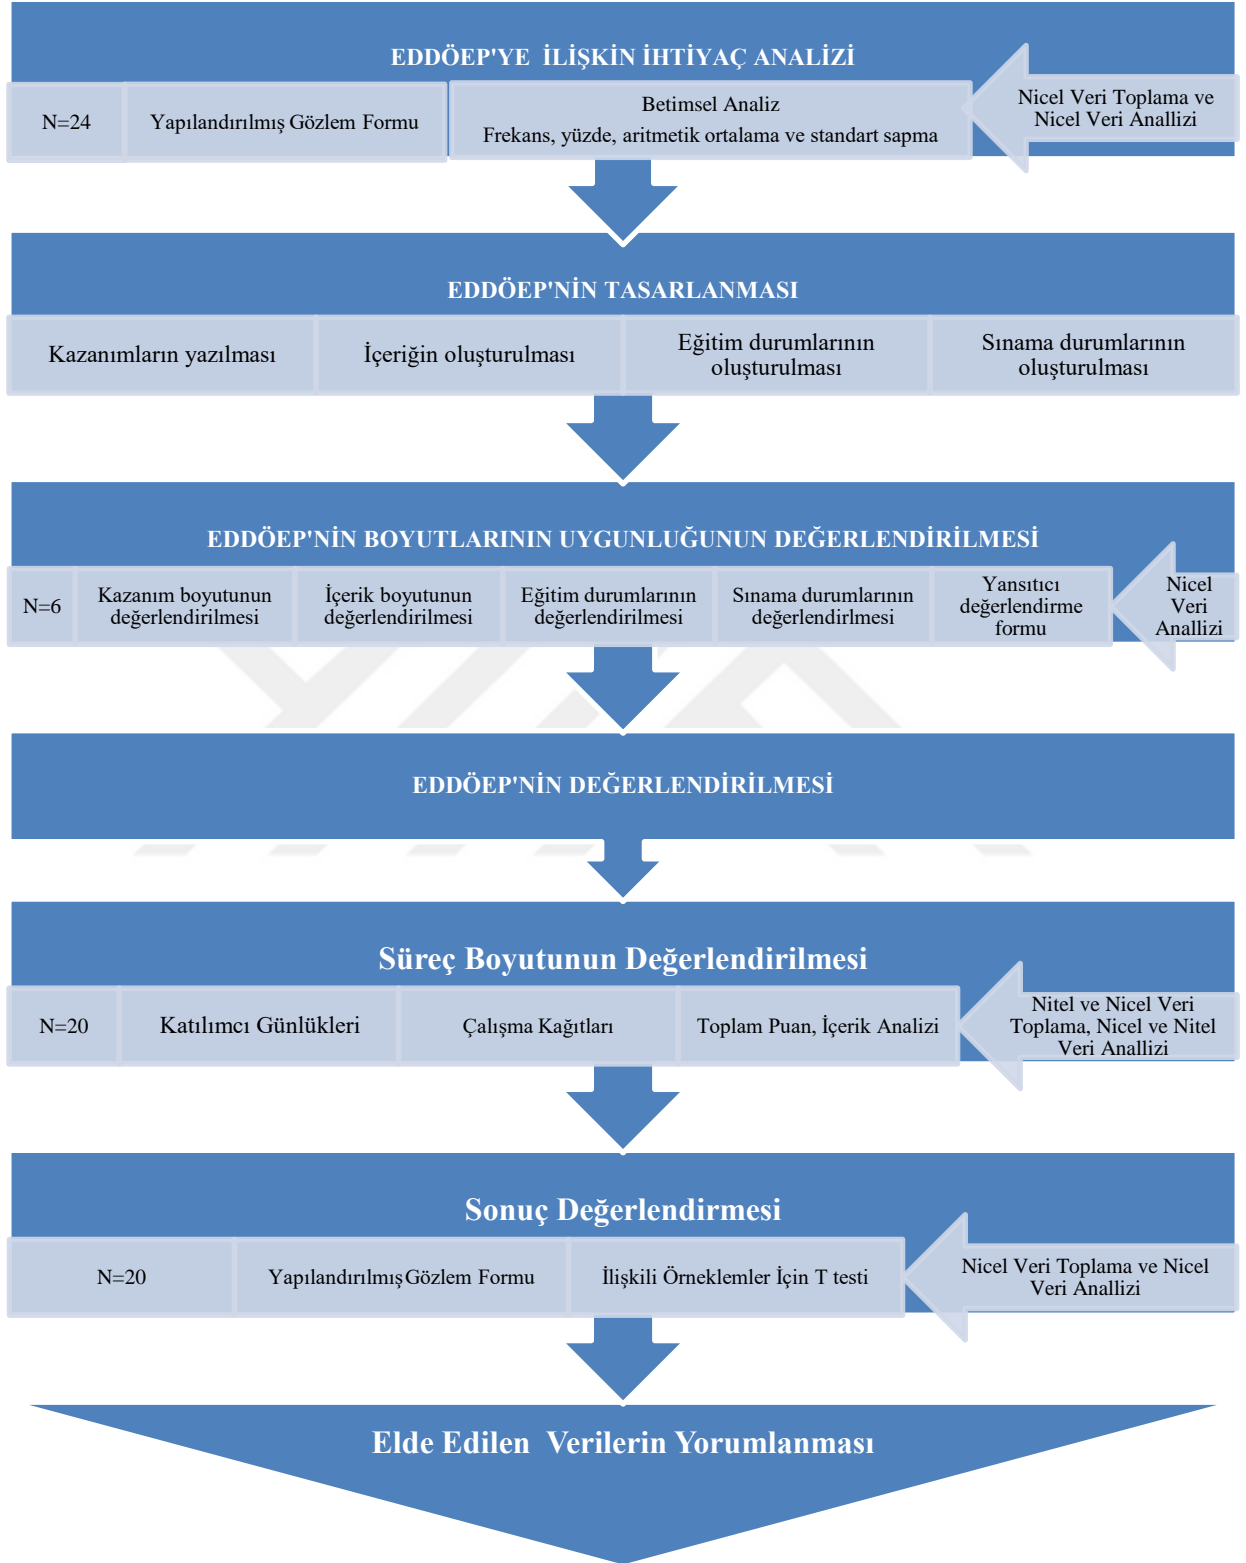 EDDÖEP'YE İLİŞKİN İHTİYAÇ ANALİZİ
N=24
Yapılandırılmış Gözlem Formu
Betimsel Analiz
Frekans, yüzde, aritmetik ortalama ve standart sapma
Nicel Veri Toplama ve
Nicel Veri Anallizi
EDDÖEP'NİN TASARLANMASI
Kazanımların yazılması
İçeriğin oluşturulması
Eğitim durumlarının
oluşturulması
Sınama durumlarının
oluşturulması
EDDÖEP'NİN BOYUTLARININ UYGUNLUĞUNUN DEĞERLENDİRİLMESİ
N=6
Kazanım boyutunun
değerlendirilmesi
İçerik boyutunun
değerlendirilmesi
Eğitim durumlarının
değerlendirilmesi
Sınama durumlarının
değerlendirlmesi
Yansıtıcı
değerlendirme
formu
Nicel
Veri
Anallizi
EDDÖEP'NİN DEĞERLENDİRİLMESİ
Süreç Boyutunun Değerlendirilmesi
N=20
Katılımcı Günlükleri
Çalışma Kağıtları
Toplam Puan, İçerik Analizi
Nitel ve Nicel Veri
Toplama, Nicel ve Nitel
Veri Anallizi
Sonuç Değerlendirmesi
N=20
Yapılandırılmış Gözlem Formu
İlişkili Örneklemler İçin T testi
Nicel Veri Toplama ve Nicel
Veri Anallizi
Elde Edilen Verilerin Yorumlanması